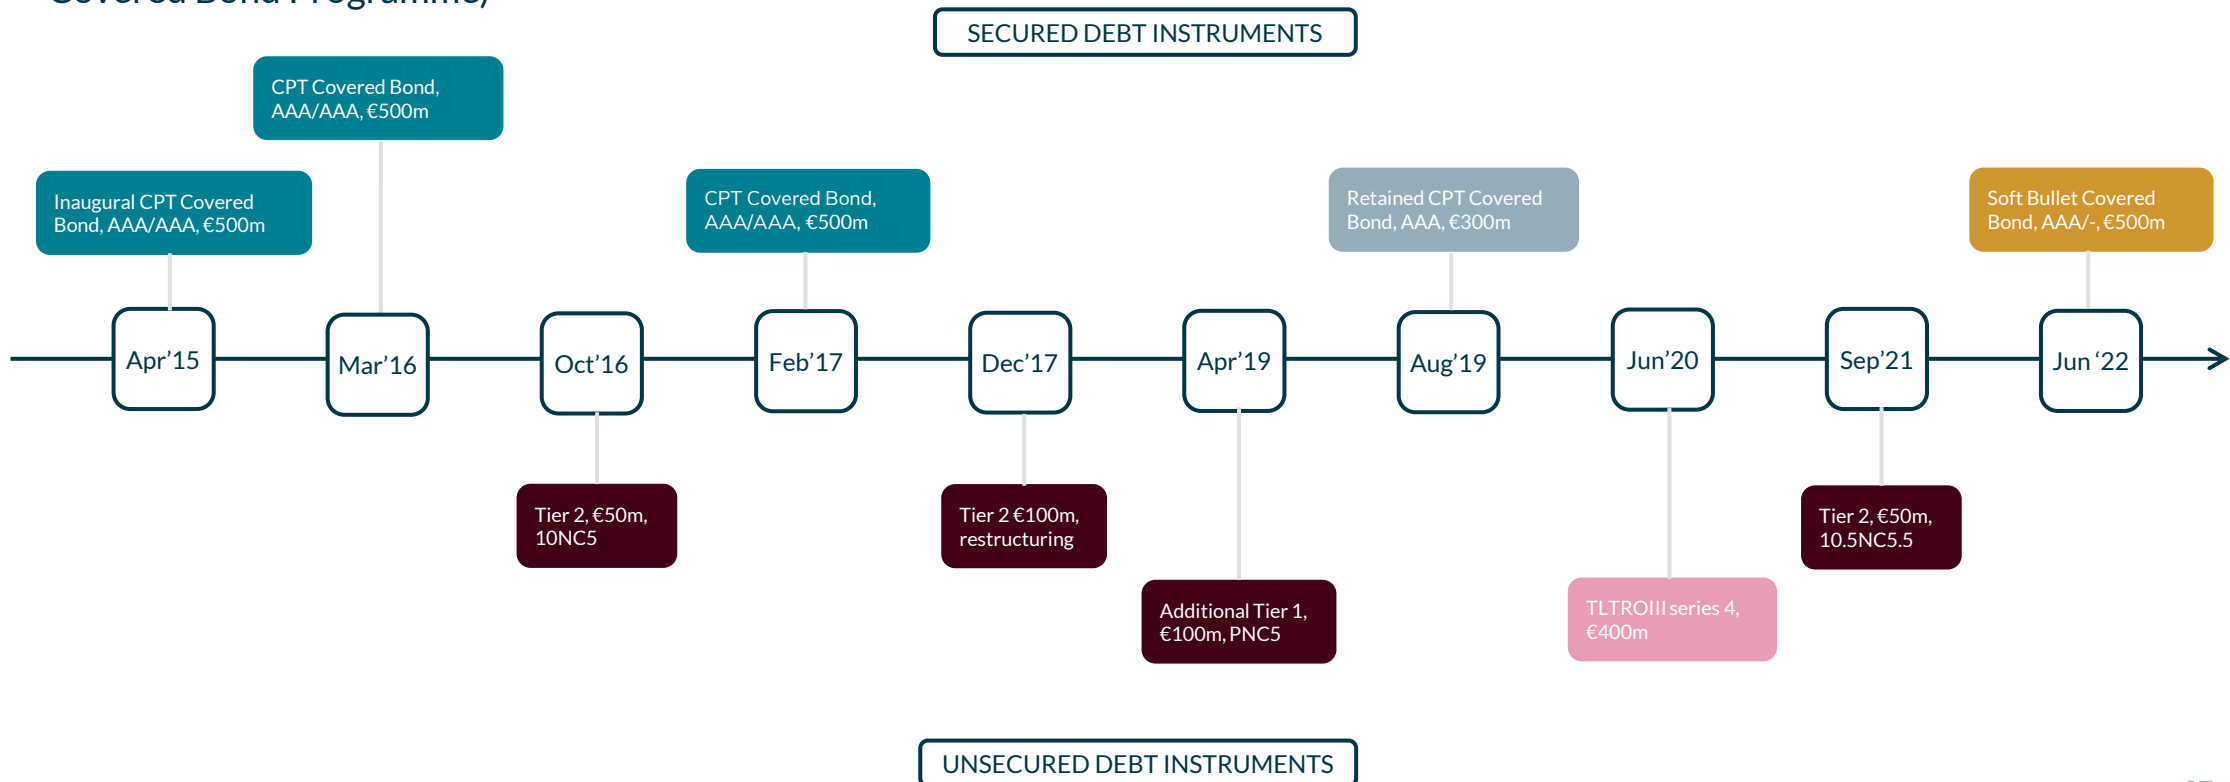 Covered Bond Programme)
SECURED DEBT INSTRUMENTS
CPT Covered Bond,
AAA/AAA, €500m
Inaugural CPT Covered
Bond, AAA/AAA, €500m
CPT Covered Bond,
AAA/AAA, €500m
Retained CPT Covered
Bond, AAA, €300m
Soft Bullet Covered
Bond, AAA/-, €500m
Apr’15
Mar’16
Oct’16
Feb’17
Dec’17
Apr’19
Aug’19
Jun’20
Sep’21
Jun ‘22
Tier 2, €50m,
10NC5
Tier 2 €100m,
restructuring
Tier 2, €50m,
10.5NC5.5
Additional Tier 1,
€100m, PNC5
TLTROIII series 4,
€400m
UNSECURED DEBT INSTRUMENTS